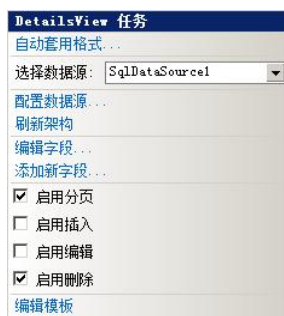 DetailsView 任务
自动套用格式...
选择数据源: SqlDataSource1
配置数据源...
刷新架构
编辑字段...
添加新字段...
启用分页
启用插入
启用编辑
启用删除
编辑模板